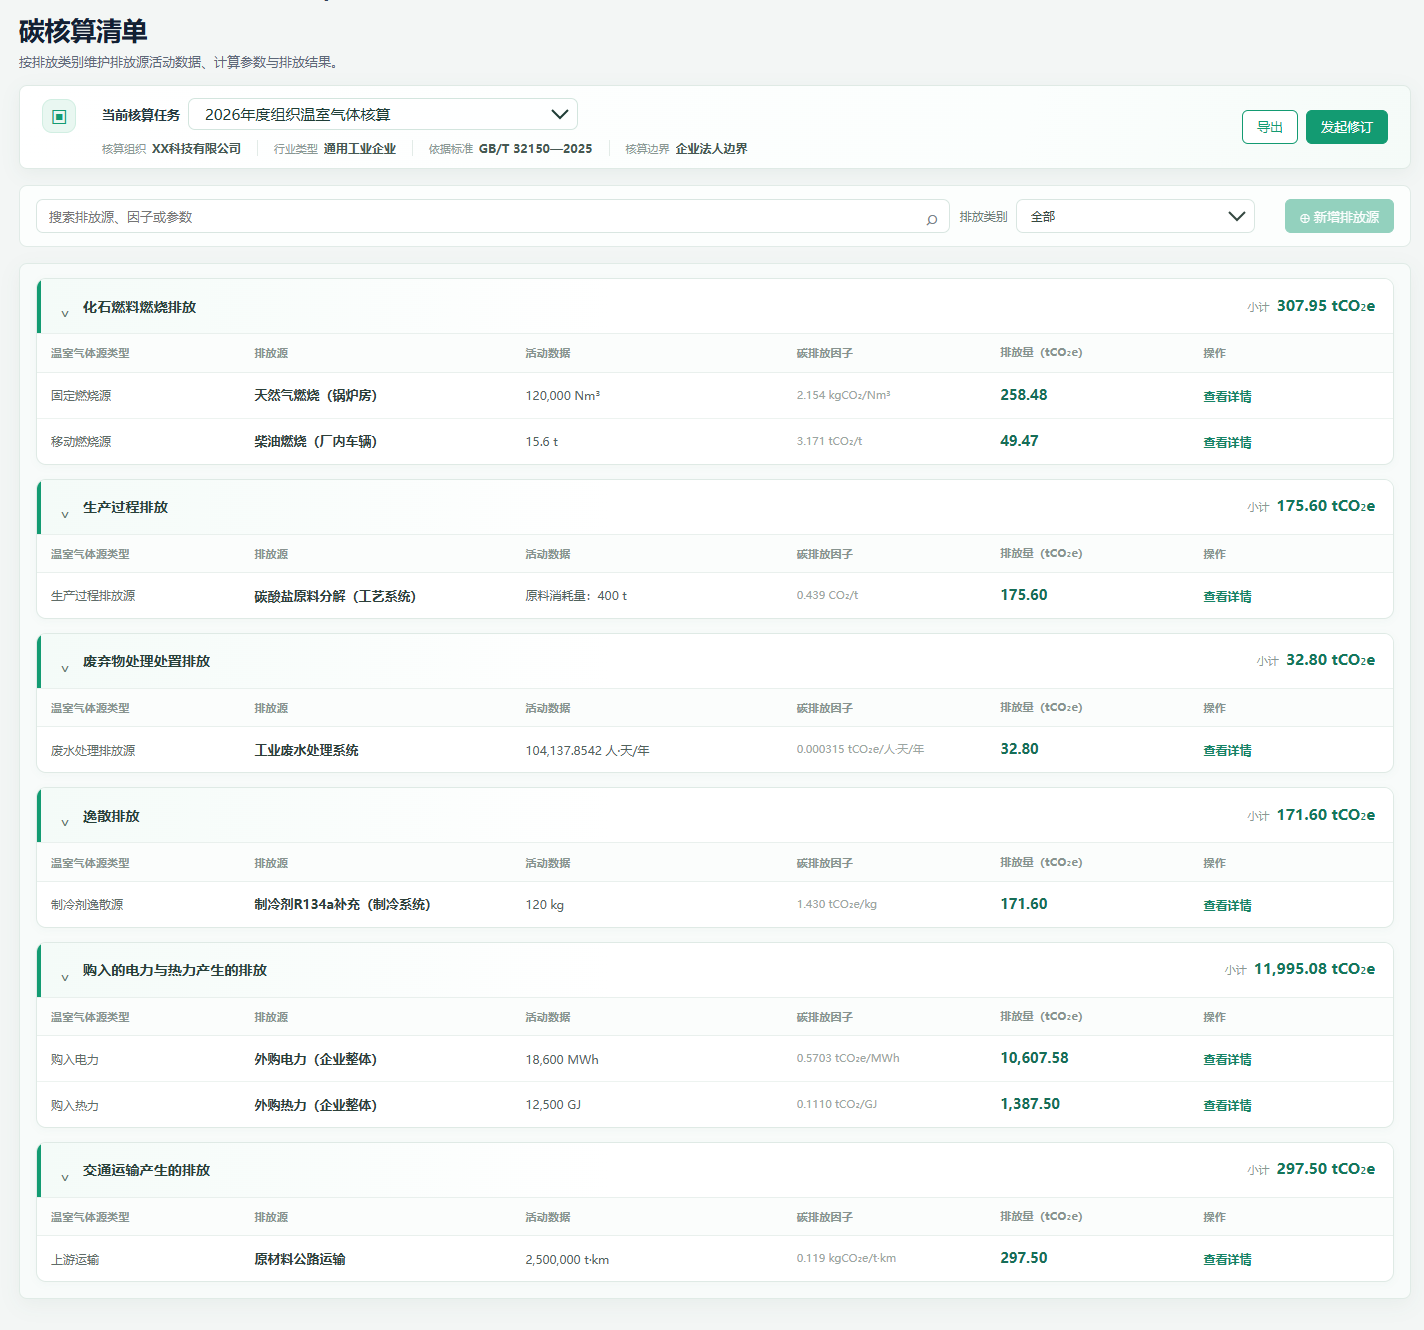 碳核算清单
按排放类别维护排放源活动数据、计算参数与排放结果。
当前核算任务 2026年度组织温室气体核算
核算组织 XX科技有限公司 行业类型 通用工业企业 依据标准 GB/T 32150—2025 核算边界 企业法人边界
导出 发起修订
搜索排放源、因子或参数 排放类别 全部 ⊕ 新增排放源
化石燃料燃烧排放 小计 307.95 tCO₂e
温室气体源类型 排放源 活动数据 碳排放因子 排放量（tCO₂e） 操作
固定燃烧源 天然气燃烧（锅炉房） 120,000 Nm³ 2.154 kgCO₂/Nm³ 258.48 查看详情
移动燃烧源 柴油燃烧（厂内车辆） 15.6 t 3.171 tCO₂/t 49.47 查看详情
生产过程排放 小计 175.60 tCO₂e
温室气体源类型 排放源 活动数据 碳排放因子 排放量（tCO₂e） 操作
生产过程排放源 碳酸盐原料分解（工艺系统） 原料消耗量：400 t 0.439 CO₂/t 175.60 查看详情
废弃物处理处置排放 小计 32.80 tCO₂e
温室气体源类型 排放源 活动数据 碳排放因子 排放量（tCO₂e） 操作
废水处理排放源 工业废水处理系统 104,137.8542 人·天/年 0.000315 tCO₂e/人·天/年 32.80 查看详情
逸散排放 小计 171.60 tCO₂e
温室气体源类型 排放源 活动数据 碳排放因子 排放量（tCO₂e） 操作
制冷剂逸散源 制冷剂R134a补充（制冷系统） 120 kg 1.430 tCO₂e/kg 171.60 查看详情
购入的电力与热力产生的排放 小计 11,995.08 tCO₂e
温室气体源类型 排放源 活动数据 碳排放因子 排放量（tCO₂e） 操作
购入电力 外购电力（企业整体） 18,600 MWh 0.5703 tCO₂e/MWh 10,607.58 查看详情
购入热力 外购热力（企业整体） 12,500 GJ 0.1110 tCO₂/GJ 1,387.50 查看详情
交通运输产生的排放 小计 297.50 tCO₂e
温室气体源类型 排放源 活动数据 碳排放因子 排放量（tCO₂e） 操作
上游运输 原材料公路运输 2,500,000 t·km 0.119 kgCO₂e/t·km 297.50 查看详情